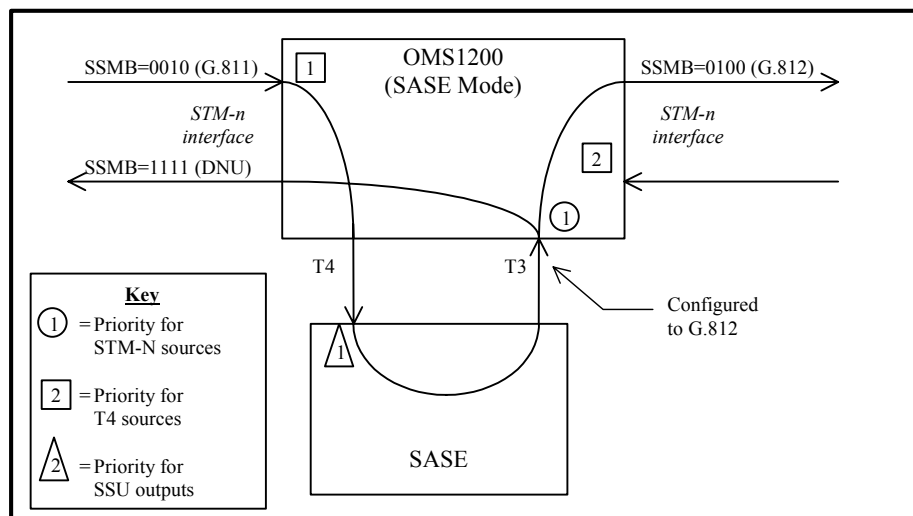 OMS1200
(SASE Mode)
1
SSMB=0010 (G.811)
SSMB=0100 (G.812)
STM-n
interface
STM-n
interface
2
SSMB=1111 (DNU)
1
T4
T3
Configured
to G.812
1
SASE
Key
1 = Priority for
STM-N sources
2 = Priority for
T4 sources
2 = Priority for
SSU outputs